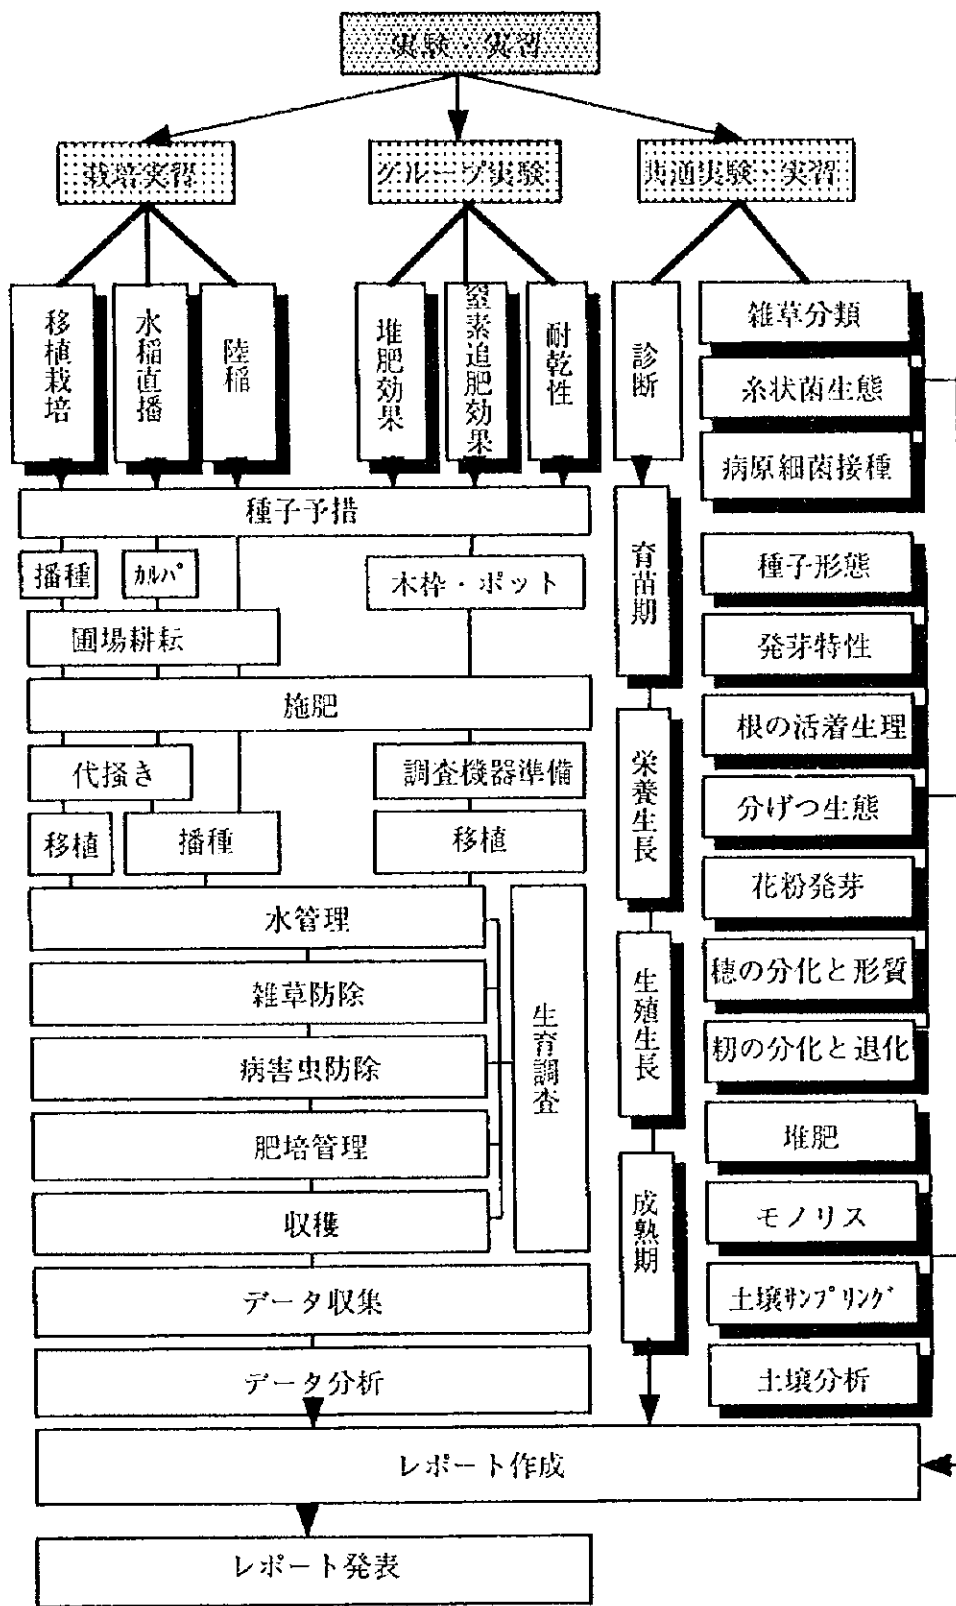 実験・実習
栽培実習
グループ実験
共通実験・実習
移植栽培
水稲直播
陸稲
堆肥効果
窒素追肥効果
耐乾性
診断
雑草分類
糸状菌生態
病原細菌接種
種子予措
播種
ｶﾙﾊﾟ
木枠・ポット
圃場耕耘
施肥
代掻き
調査機器準備
移植
播種
移植
水管理
雑草防除
病害虫防除
肥培管理
収穫
生育調査
データ収集
データ分析
育苗期
栄養生長
生殖生長
成熟期
種子形態
発芽特性
根の活着生理
分げつ生態
花粉発芽
穂の分化と形質
籾の分化と退化
堆肥
モノリス
土壌ｻﾝﾌﾟﾘﾝｸﾞ
土壌分析
レポート作成
レポート発表